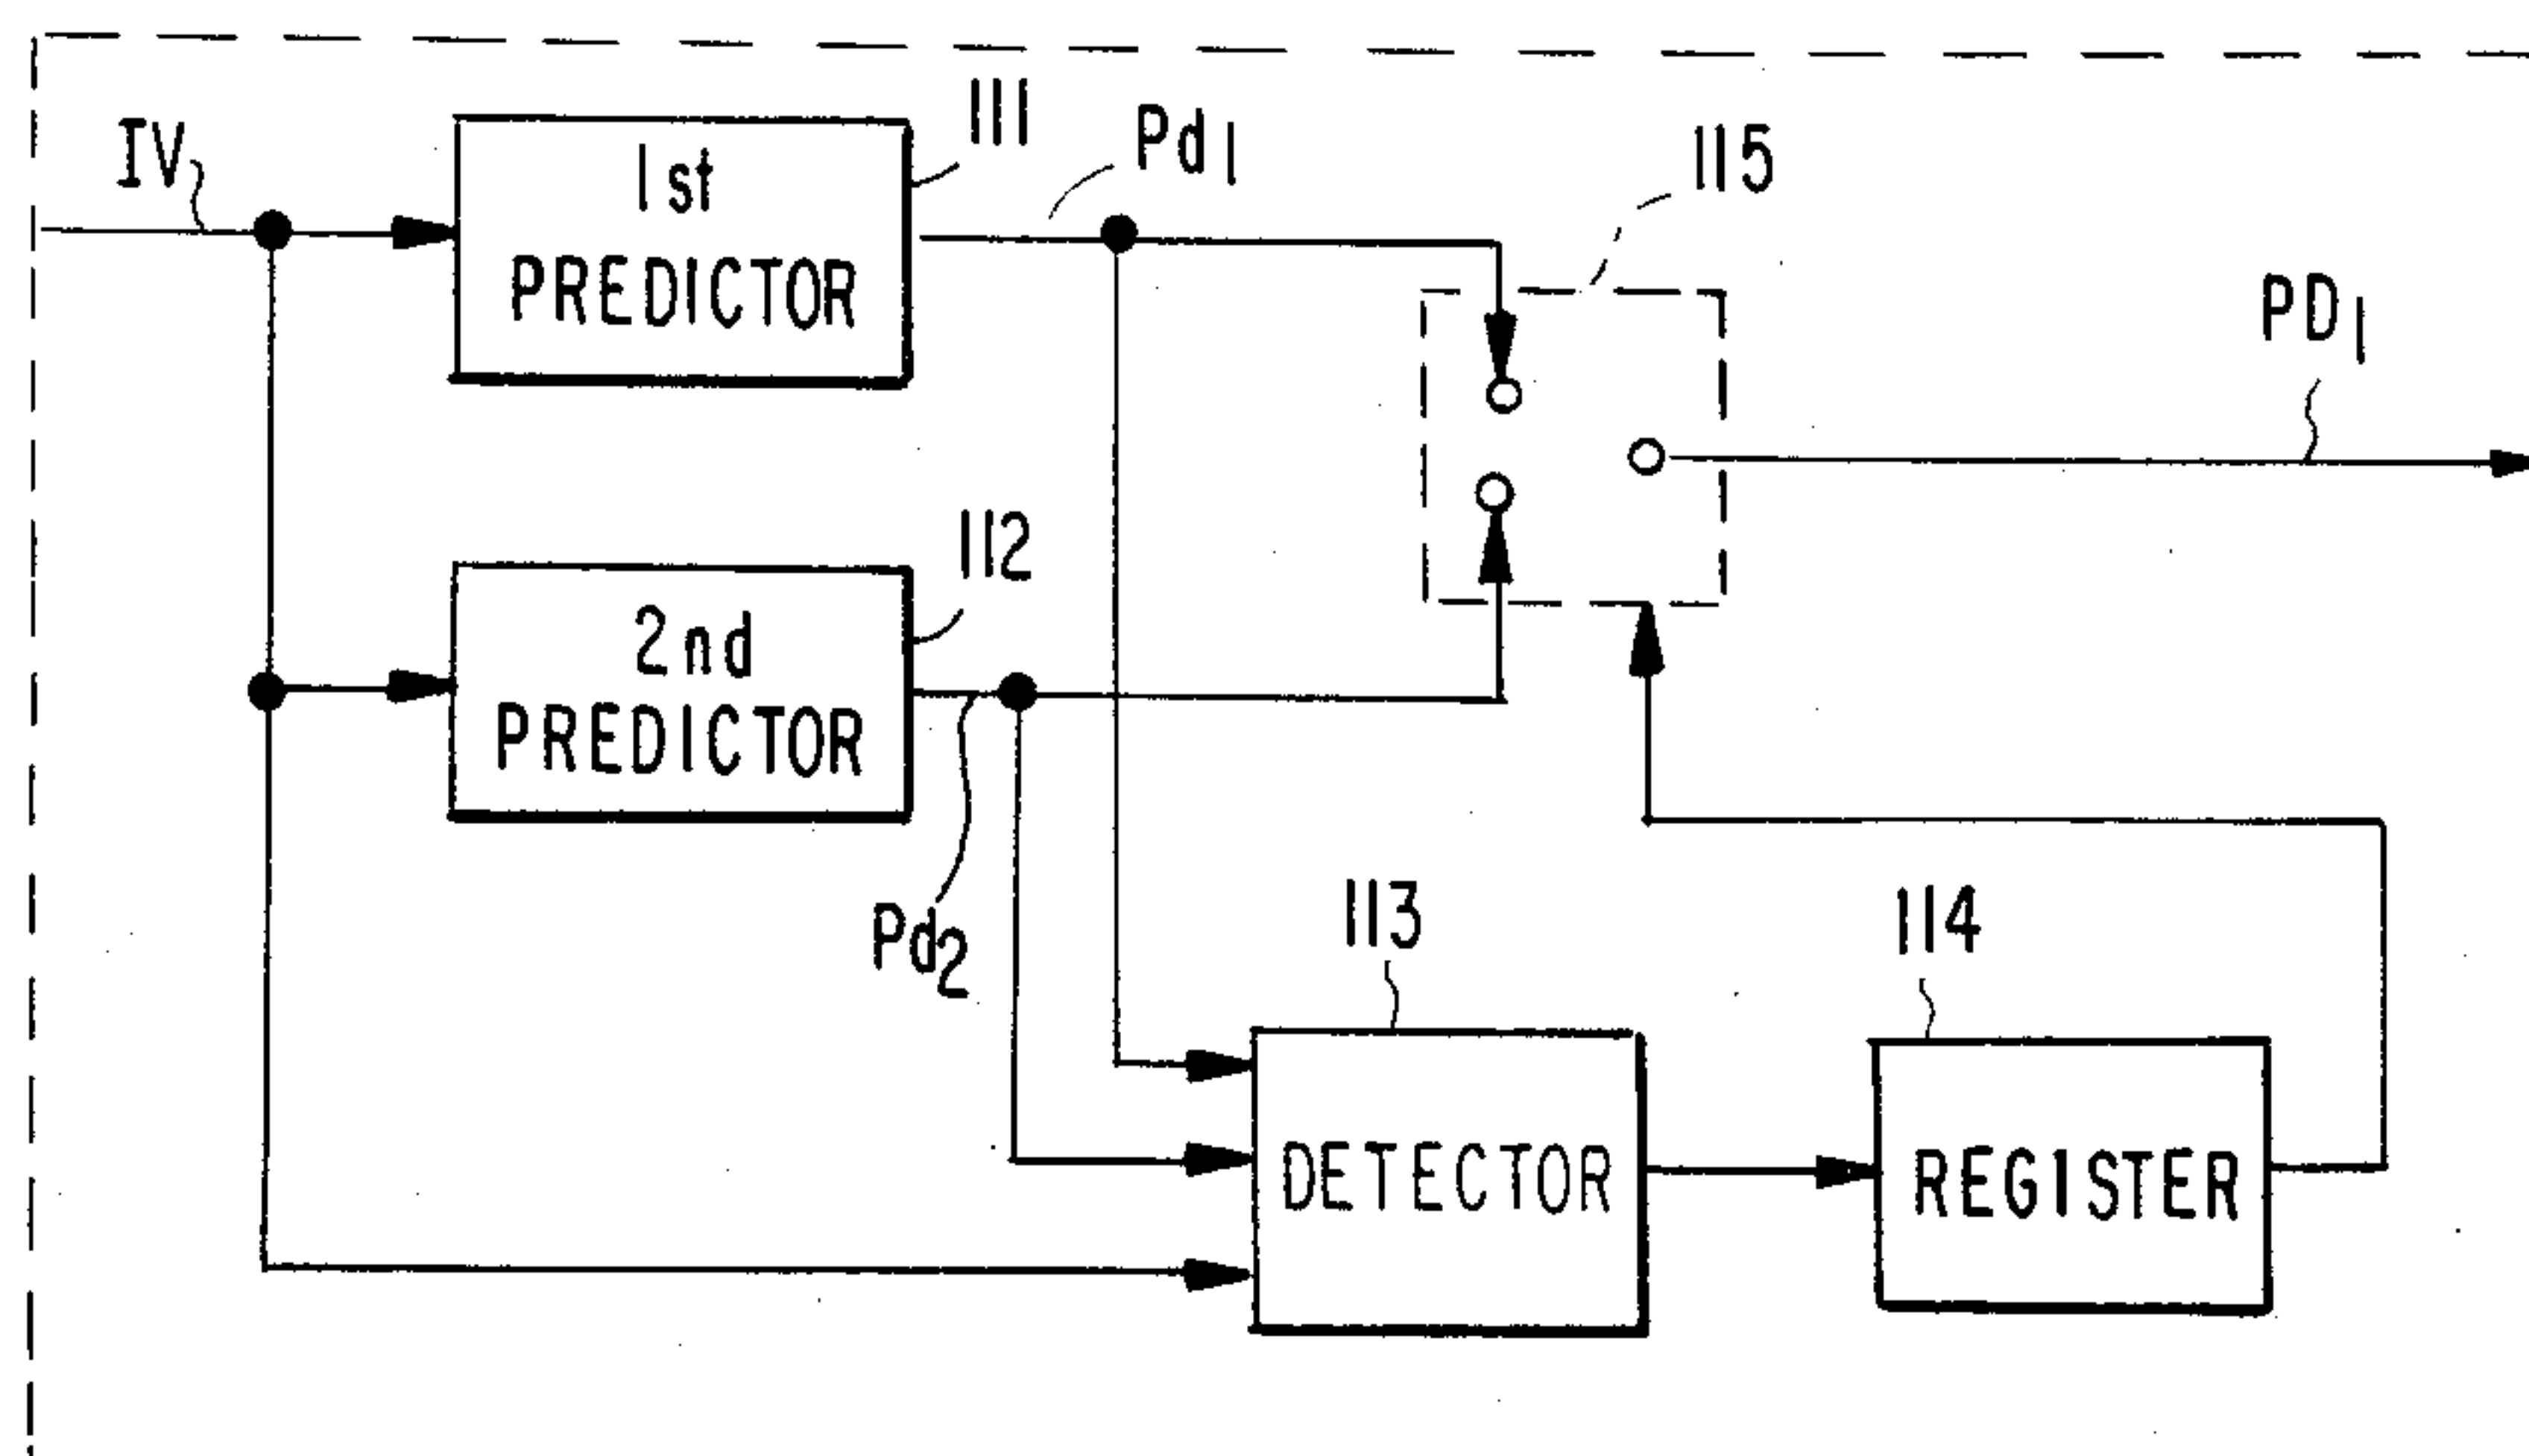 IV
111
1st
PREDICTOR
Pd1
115
PD1
112
2nd
PREDICTOR
Pd2
113
DETECTOR
114
REGISTER